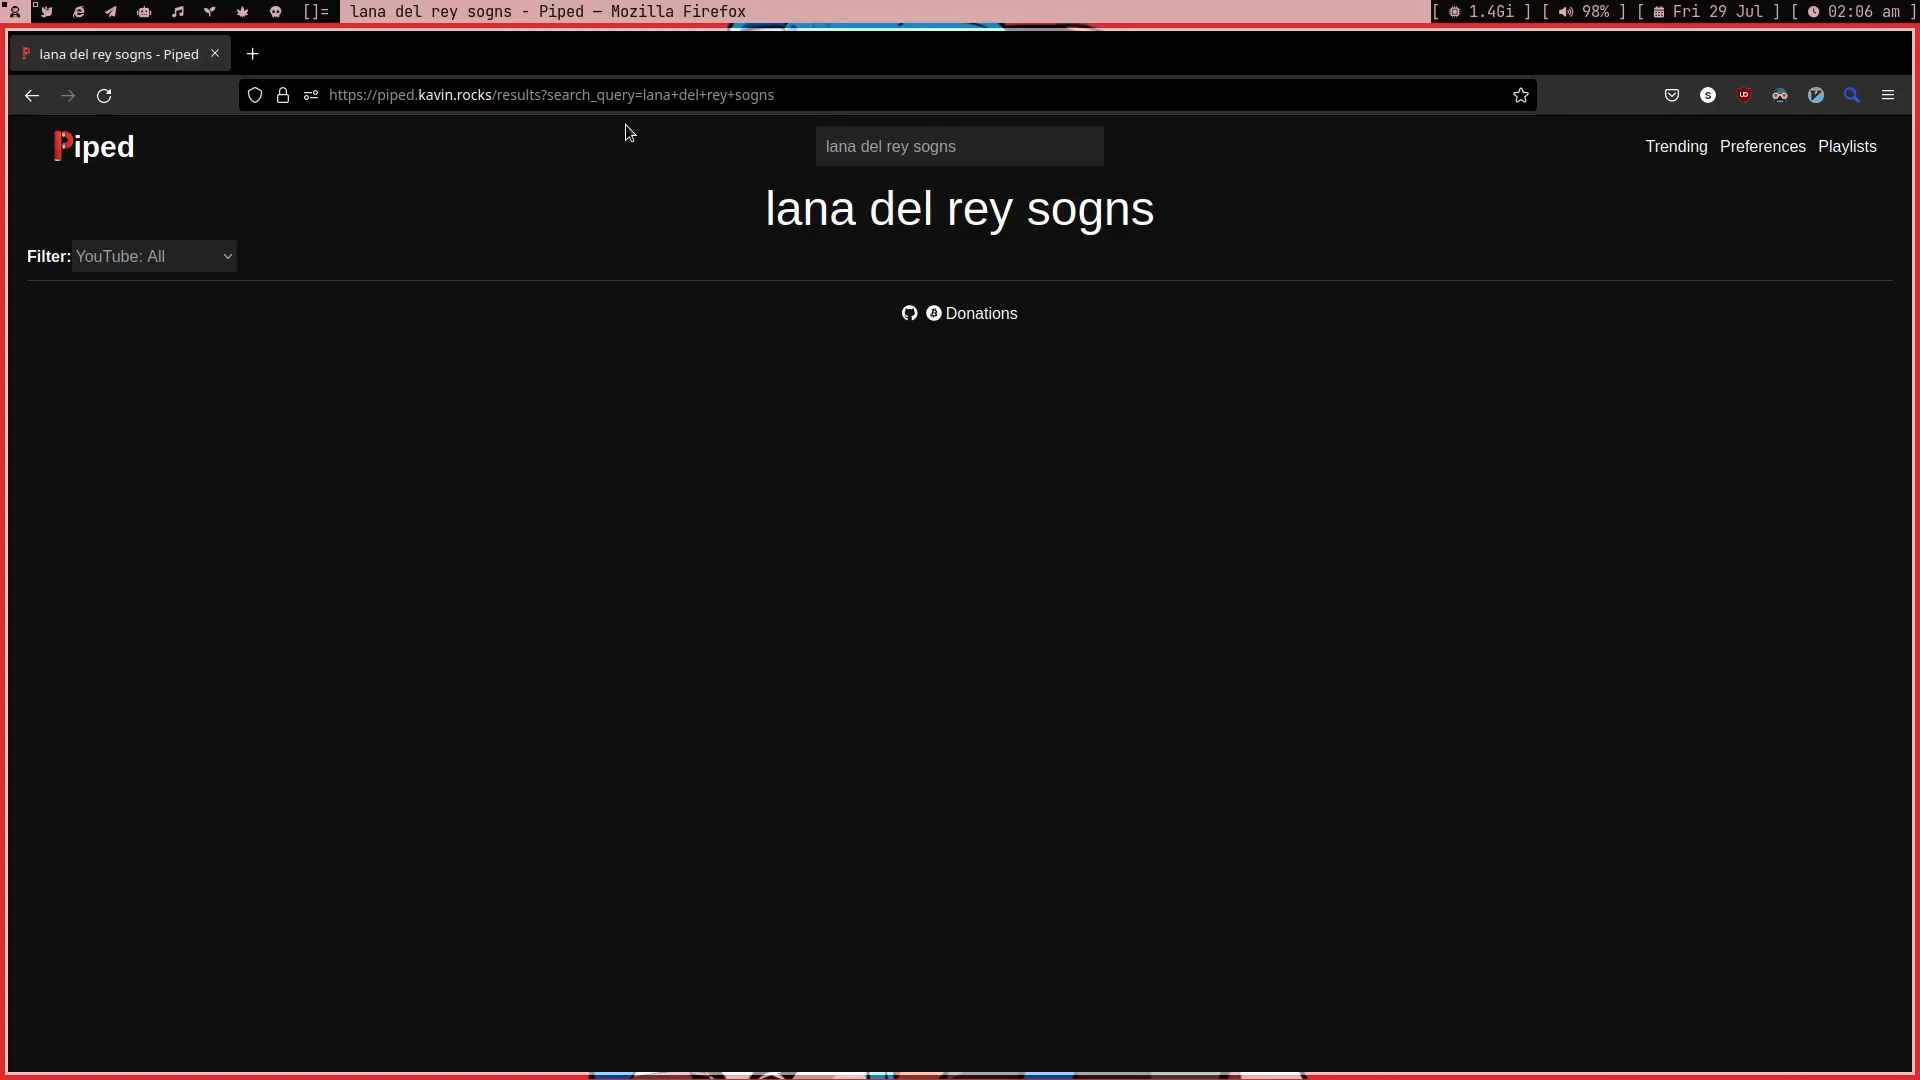 []= lana del rey sogns - Piped — Mozilla Firefox [ 1.4Gi ] [ 98% ] [ Fri 29 Jul ] [ 02:06 am ]
lana del rey sogns - Piped
https://piped.kavin.rocks/results?search_query=lana+del+rey+sogns
Piped
lana del rey sogns
Trending Preferences Playlists
lana del rey sogns
Filter: YouTube: All
Donations